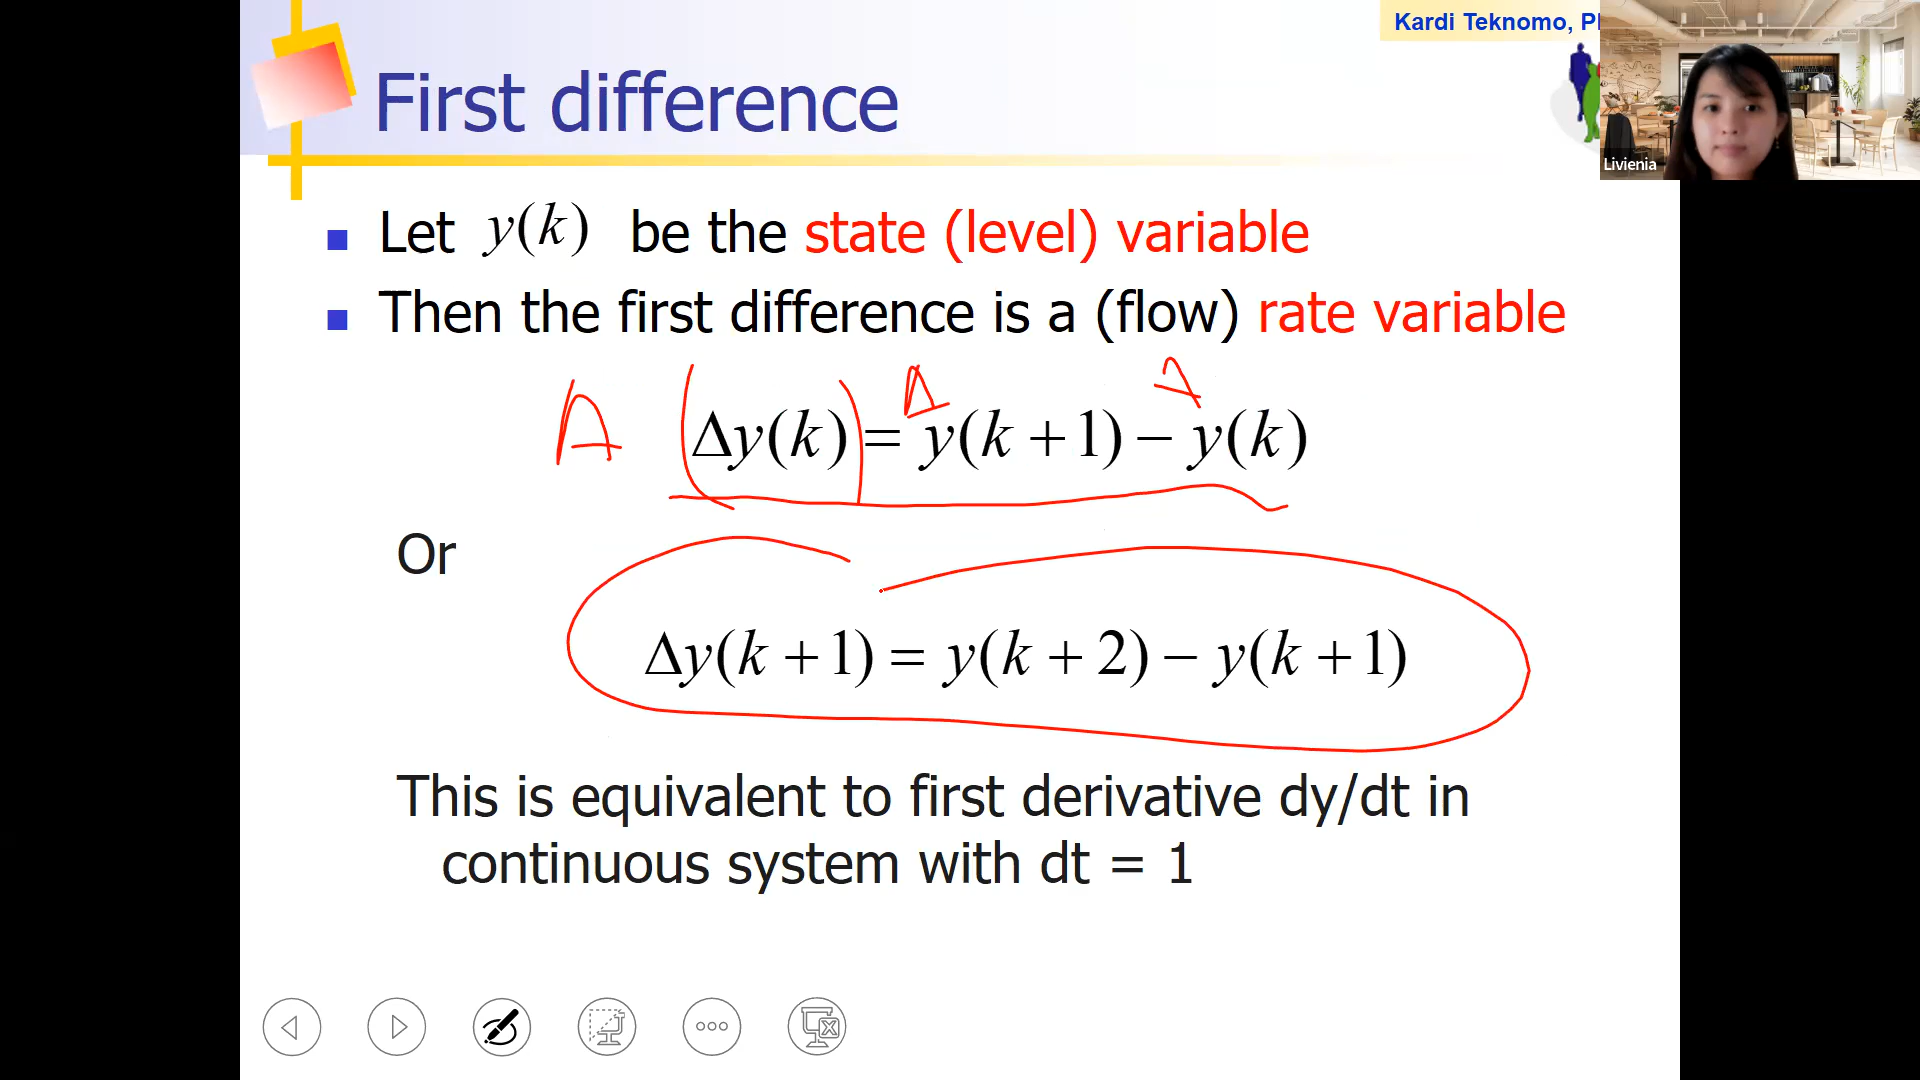 Kardi Teknomo, P
Livienia
First difference
Let y(k) be the state (level) variable
Then the first difference is a (flow) rate variable
Δ Δ Δ
Δy(k) = y(k + 1) − y(k)
Or
Δy(k + 1) = y(k + 2) − y(k + 1)
This is equivalent to first derivative dy/dt in
continuous system with dt = 1